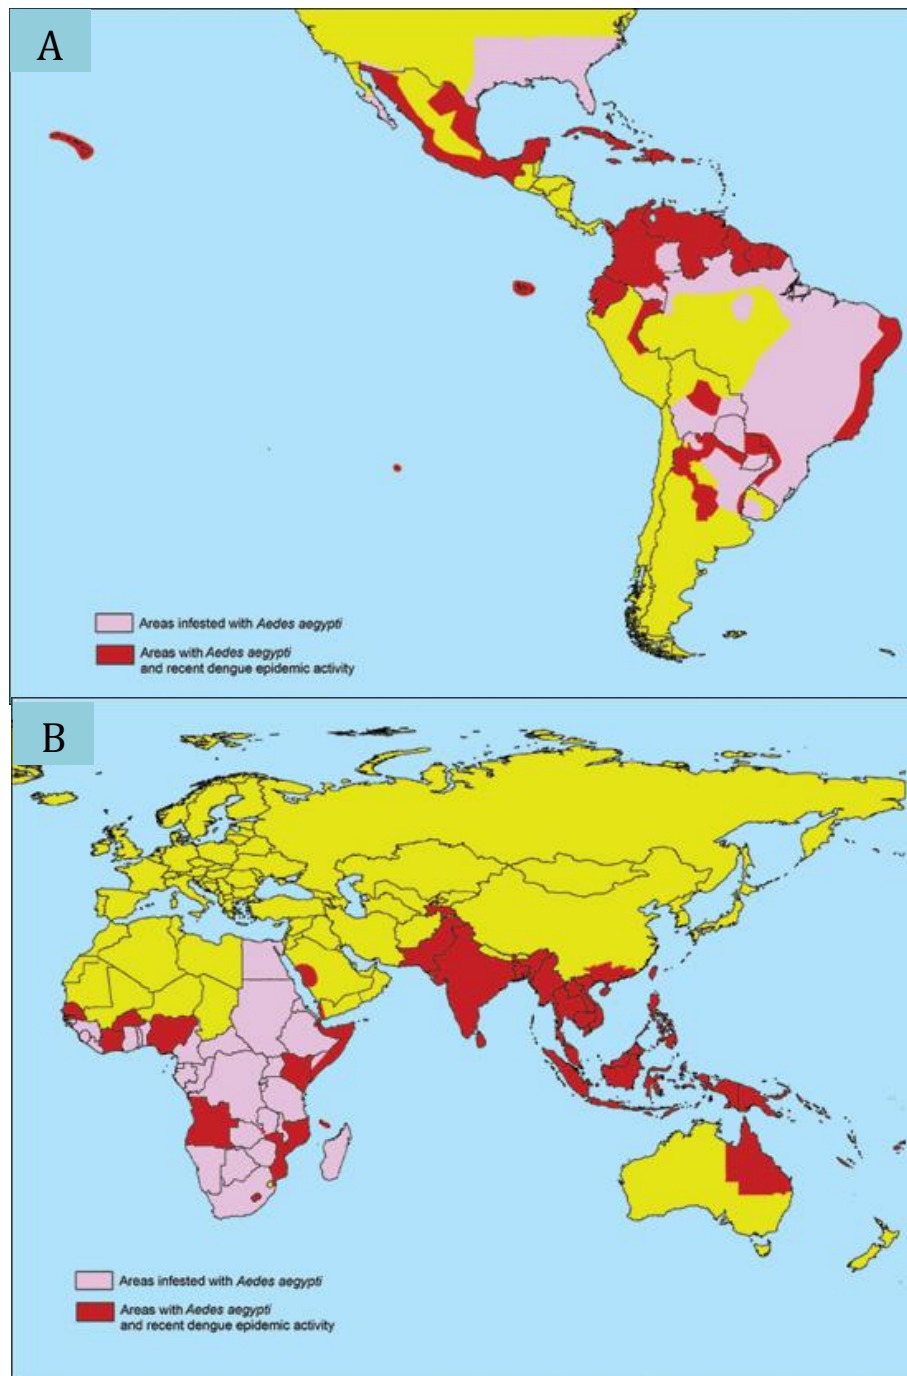 A
Areas infested with Aedes aegypti
Areas with Aedes aegypti
and recent dengue epidemic activity
B
Areas infested with Aedes aegypti
Areas with Aedes aegypti
and recent dengue epidemic activity